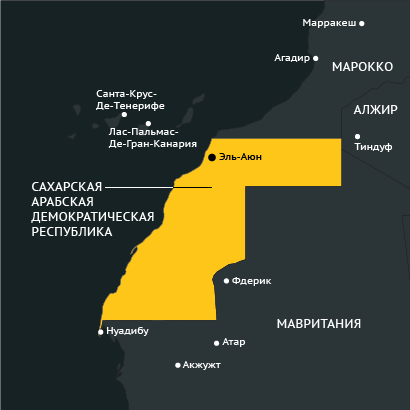 Марракеш
Агадир
МАРОККО
Санта-Крус-
Де-Тенерифе
АЛЖИР
Лас-Пальмас-
Де-Гран-Канария
Тиндуф
Эль-Аюн
САХАРСКАЯ
АРАБСКАЯ
ДЕМОКРАТИЧЕСКАЯ
РЕСПУБЛИКА
Фдерик
МАВРИТАНИЯ
Нуадибу
Атар
Акжужт